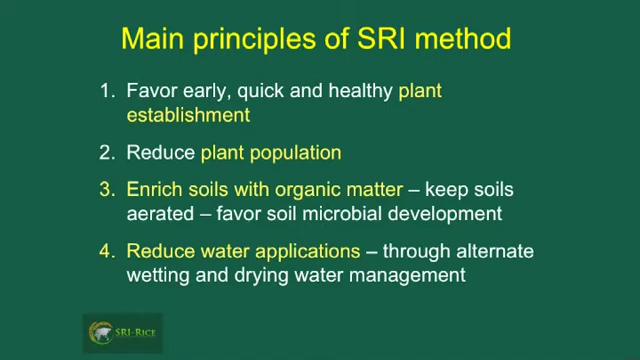 Main principles of SRI method
1. Favor early, quick and healthy plant
establishment
2. Reduce plant population
3. Enrich soils with organic matter – keep soils
aerated – favor soil microbial development
4. Reduce water applications – through alternate
wetting and drying water management
SRI-RICE